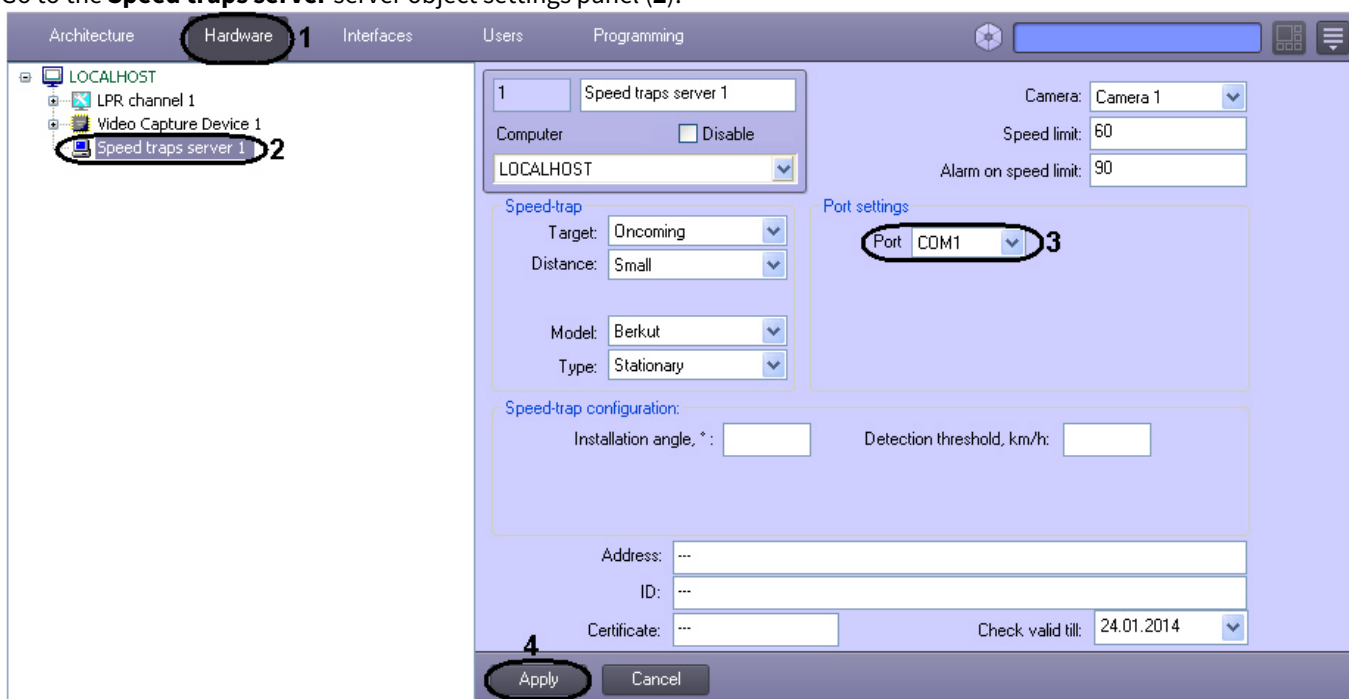 Go to the Speed traps server server object settings panel (2).
Architecture Hardware 1 Interfaces Users Programming
LOCALHOST
LPR channel 1
Video Capture Device 1
Speed traps server 1 2
1 Speed traps server 1
Computer Disable
LOCALHOST
Camera: Camera 1
Speed limit: 60
Alarm on speed limit: 90
Speed-trap
Target: Oncoming
Distance: Small
Model: Berkut
Type: Stationary
Port settings
Port COM1 3
Speed-trap configuration:
Installation angle, °: Detection threshold, km/h:
Address: ---
ID: ---
Certificate: --- Check valid till: 24.01.2014
4
Apply Cancel